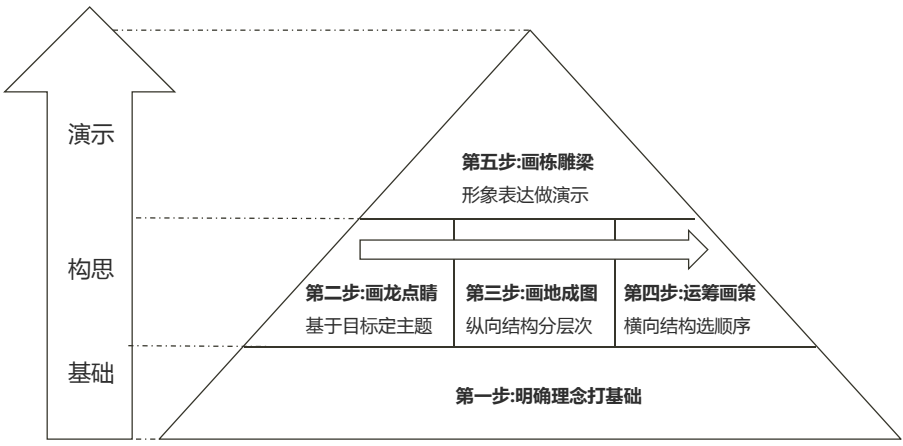 演示
第五步:画栋雕梁
形象表达做演示
构思
第二步:画龙点睛
基于目标定主题
第三步:画地成图
纵向结构分层次
第四步:运筹画策
横向结构选顺序
基础
第一步:明确理念打基础